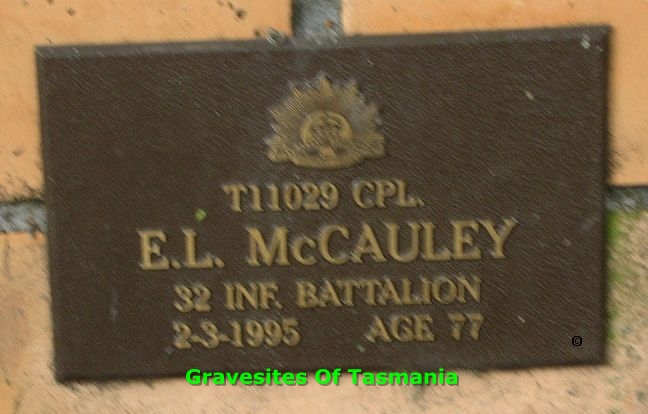 T11029 CPL.
E.L. McCAULEY
32 INF. BATTALION
2-3-1995 AGE 77
©
Gravesites Of Tasmania